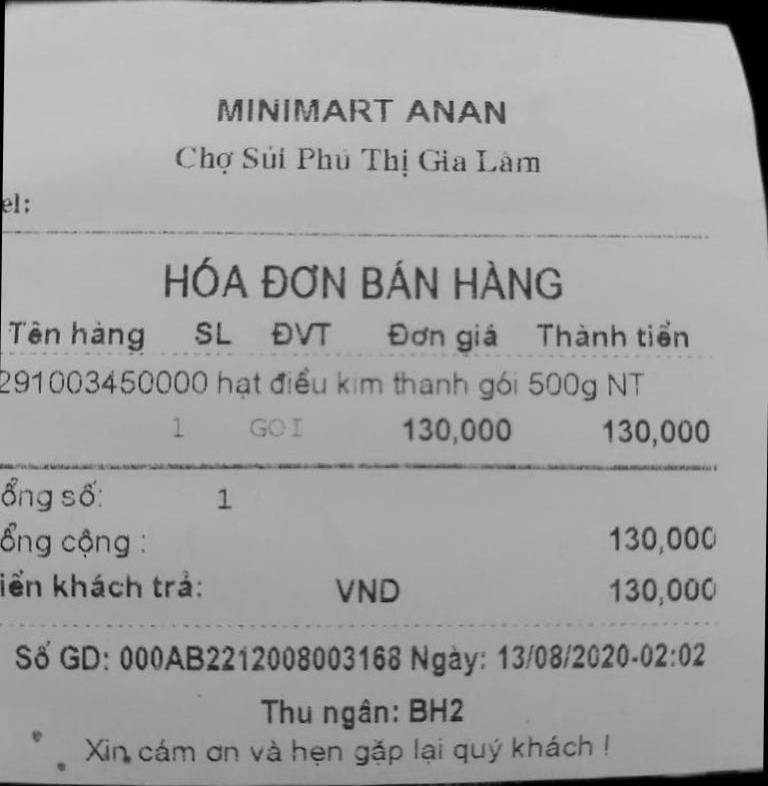 MINIMART ANAN
Chợ Sủi Phú Thị Gia Lâm
el:
HÓA ĐƠN BÁN HÀNG
Tên hàng SL ĐVT Đơn giá Thành tiền
291003450000 hạt điều kim thanh gói 500g NT
1 GOI 130,000 130,000
ổng số: 1
ổng cộng : 130,000
iền khách trả: VND 130,000
Số GD: 000AB2212008003168 Ngày: 13/08/2020-02:02
Thu ngân: BH2
Xin cám ơn và hẹn gặp lại quý khách !